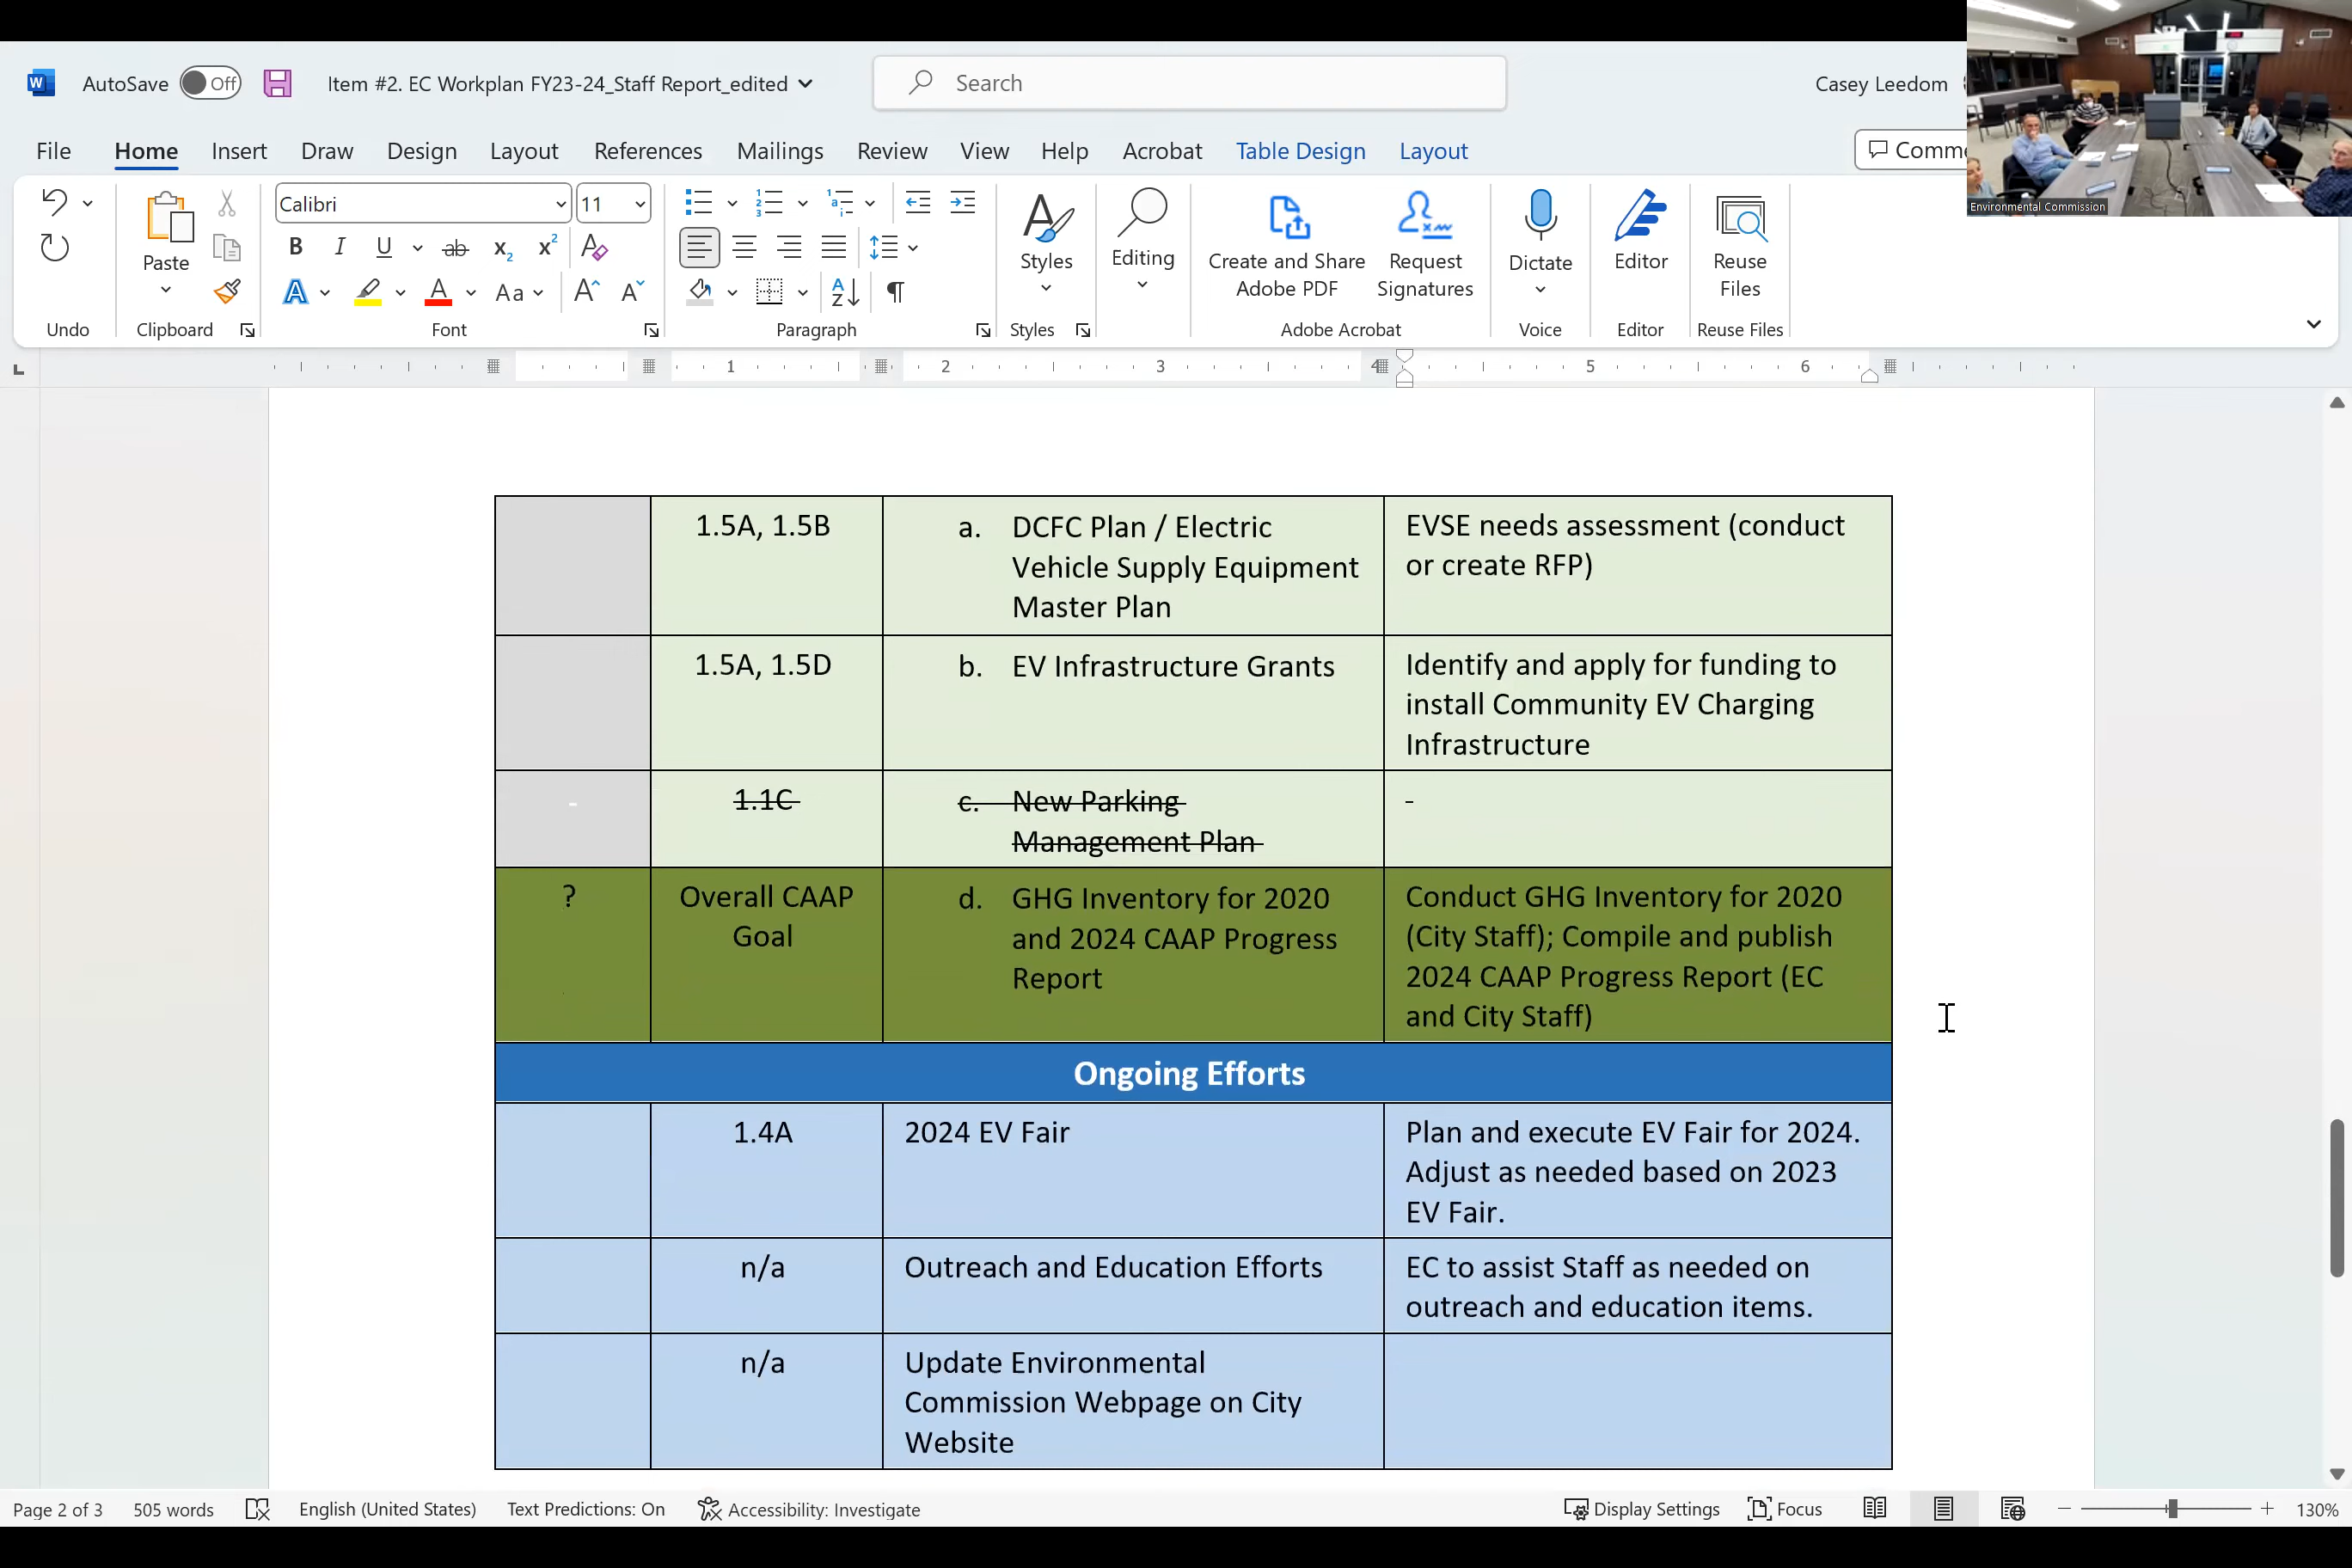 AutoSave Off Item #2. EC Workplan FY23-24_Staff Report_edited Search Casey Leedom
File Home Insert Draw Design Layout References Mailings Review View Help Acrobat Table Design Layout Comme
Environmental Commission
Paste
Calibri 11
Styles
Editing
Create and Share
Adobe PDF
Request
Signatures
Dictate
Editor
Reuse
Files
Undo Clipboard Font Paragraph Styles Adobe Acrobat Voice Editor Reuse Files
1 2 3 4 5 6
1.5A, 1.5B
a. DCFC Plan / Electric
Vehicle Supply Equipment
Master Plan
EVSE needs assessment (conduct
or create RFP)
1.5A, 1.5D
b. EV Infrastructure Grants
Identify and apply for funding to
install Community EV Charging
Infrastructure
-
1.1C
c. New Parking
Management Plan
-
?
Overall CAAP
Goal
d. GHG Inventory for 2020
and 2024 CAAP Progress
Report
Conduct GHG Inventory for 2020
(City Staff); Compile and publish
2024 CAAP Progress Report (EC
and City Staff)
Ongoing Efforts
1.4A
2024 EV Fair
Plan and execute EV Fair for 2024.
Adjust as needed based on 2023
EV Fair.
n/a
Outreach and Education Efforts
EC to assist Staff as needed on
outreach and education items.
n/a
Update Environmental
Commission Webpage on City
Website
Page 2 of 3 505 words English (United States) Text Predictions: On Accessibility: Investigate Display Settings Focus 130%